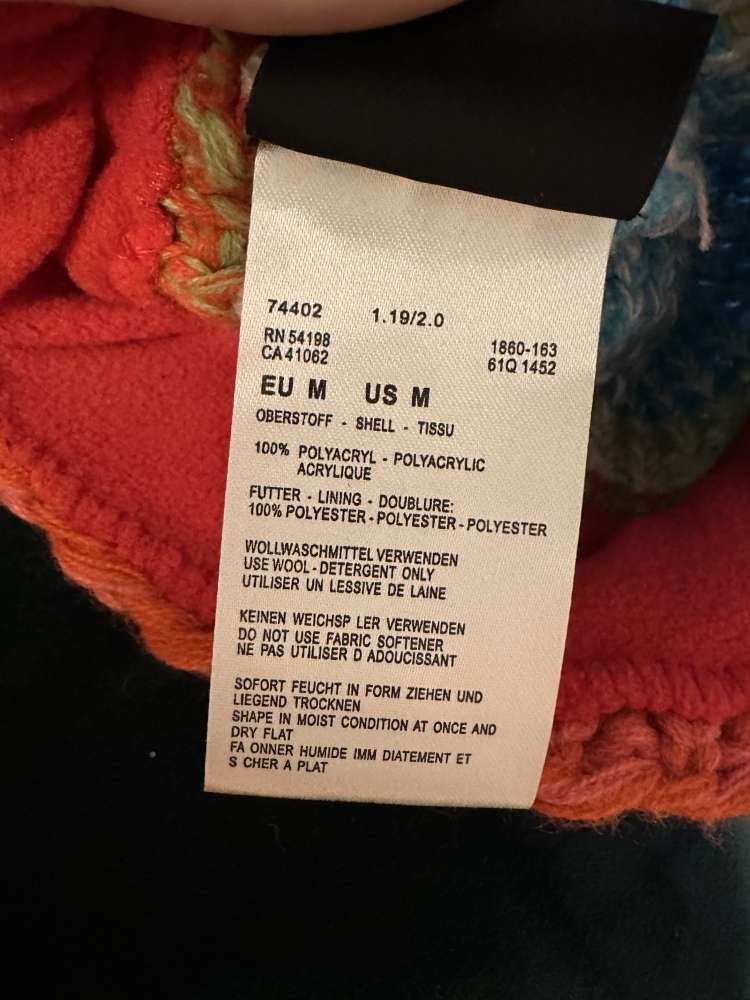 74402 1.19/2.0
RN 54198
CA 41062
1860-163
61Q 1452
EU M US M
OBERSTOFF - SHELL - TISSU
100% POLYACRYL - POLYACRYLIC
ACRYLIQUE
FUTTER - LINING - DOUBLURE:
100% POLYESTER - POLYESTER - POLYESTER
WOLLWASCHMITTEL VERWENDEN
USE WOOL - DETERGENT ONLY
UTILISER UN LESSIVE DE LAINE
KEINEN WEICHSP LER VERWENDEN
DO NOT USE FABRIC SOFTENER
NE PAS UTILISER D ADOUCISSANT
SOFORT FEUCHT IN FORM ZIEHEN UND
LIEGEND TROCKNEN
SHAPE IN MOIST CONDITION AT ONCE AND
DRY FLAT
FA ONNER HUMIDE IMM DIATEMENT ET
S CHER A PLAT